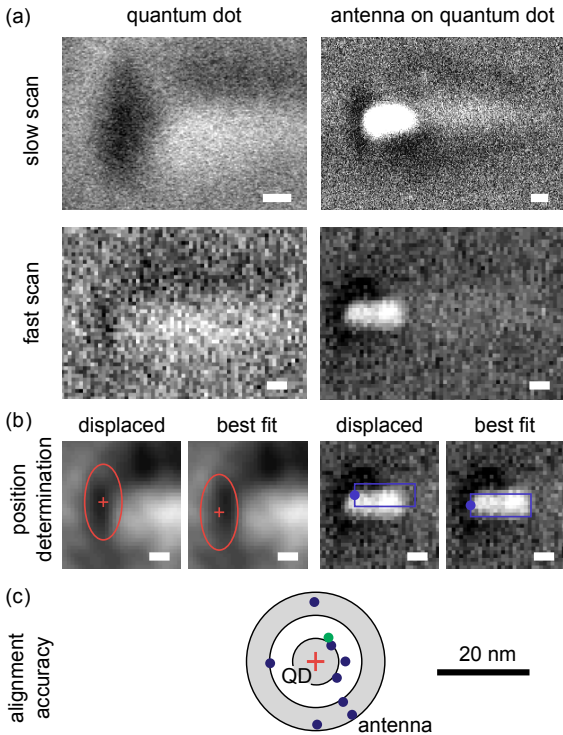 (a)
quantum dot
antenna on quantum dot
slow scan
fast scan
(b)
displaced
best fit
displaced
best fit
position
determination
(c)
alignment
accuracy
QD
antenna
20 nm